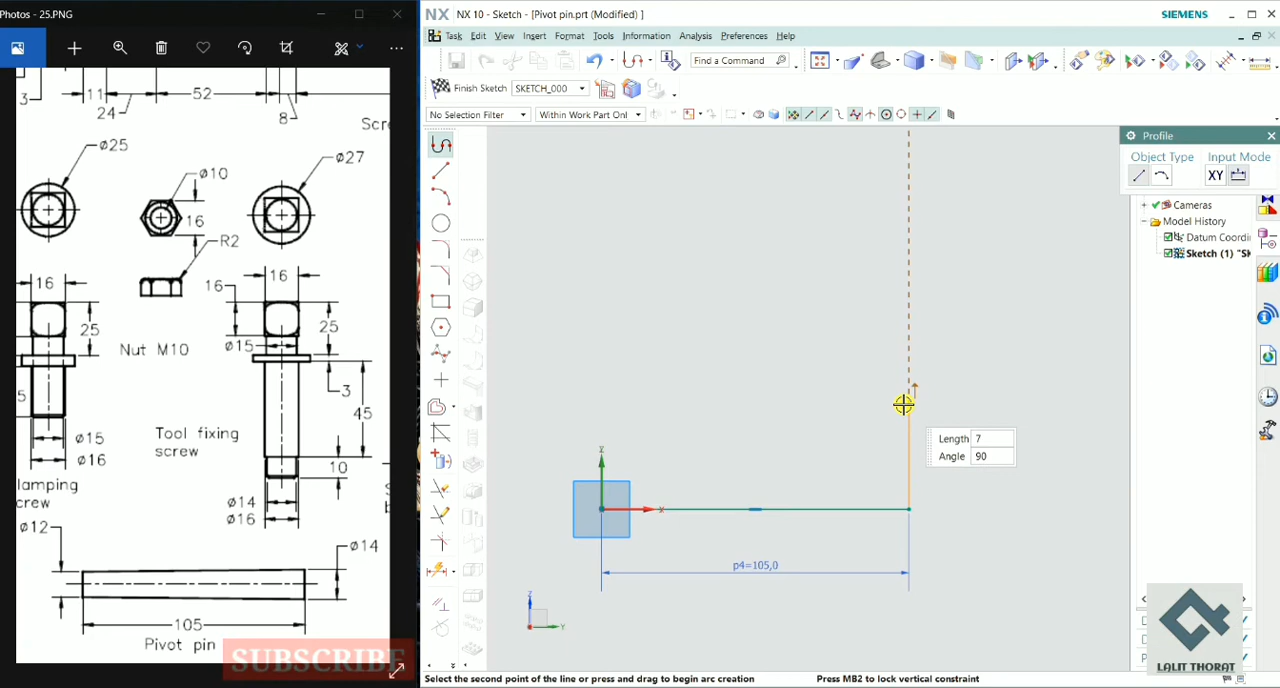 Photos - 25.PNG
3
11
24
52
8
Scr
ø25
ø10
ø27
16
R2
16
16
16
25
25
Nut M10
ø15
3
45
5
ø15
ø16
Tool fixing
screw
10
lamping
crew
ø14
ø16
ø12
ø14
105
Pivot pin
SUBSCRIBE
NX NX 10 - Sketch - [Pivot pin.prt (Modified) ]
SIEMENS
Task Edit View Insert Format Tools Information Analysis Preferences Help
Find a Command
Finish Sketch SKETCH_000
No Selection Filter Within Work Part Onl
Profile
Object Type Input Mode
XY
Cameras
Model History
Datum Coordi
Sketch (1) "SK
Length 7
Angle 90
Y
X
p4=105,0
Z
Y
LALIT THORAT
Select the second point of the line or press and drag to begin arc creation
Press MB2 to lock vertical constraint